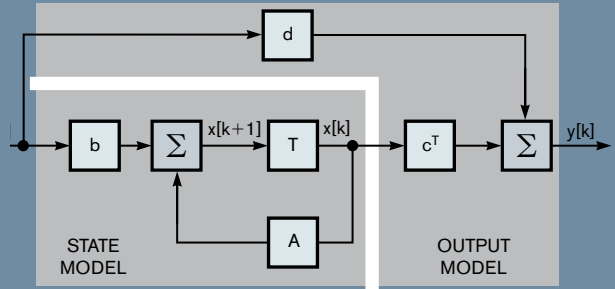 d
b
Σ
x[k+1]
T
x[k]
cᵀ
Σ
y[k]
A
STATE
MODEL
OUTPUT
MODEL